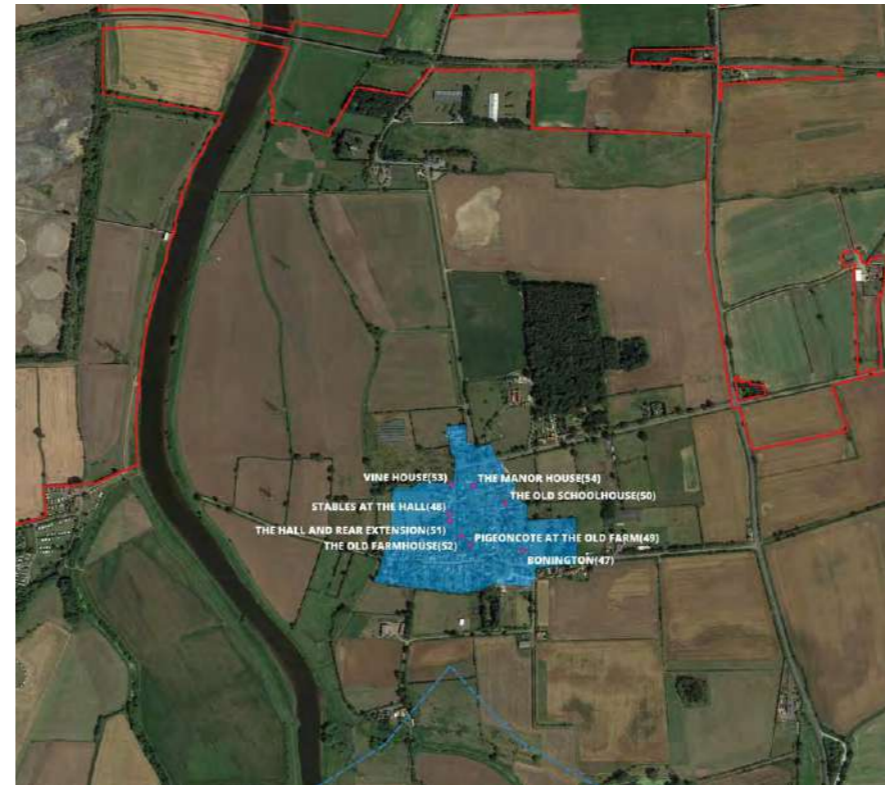 VINE HOUSE(53)
THE MANOR HOUSE(54)
THE OLD SCHOOLHOUSE(50)
STABLES AT THE HALL(48)
THE HALL AND REAR EXTENSION(51)
PIGEONCOTE AT THE OLD FARM(49)
THE OLD FARMHOUSE(52)
BONINGTON(47)